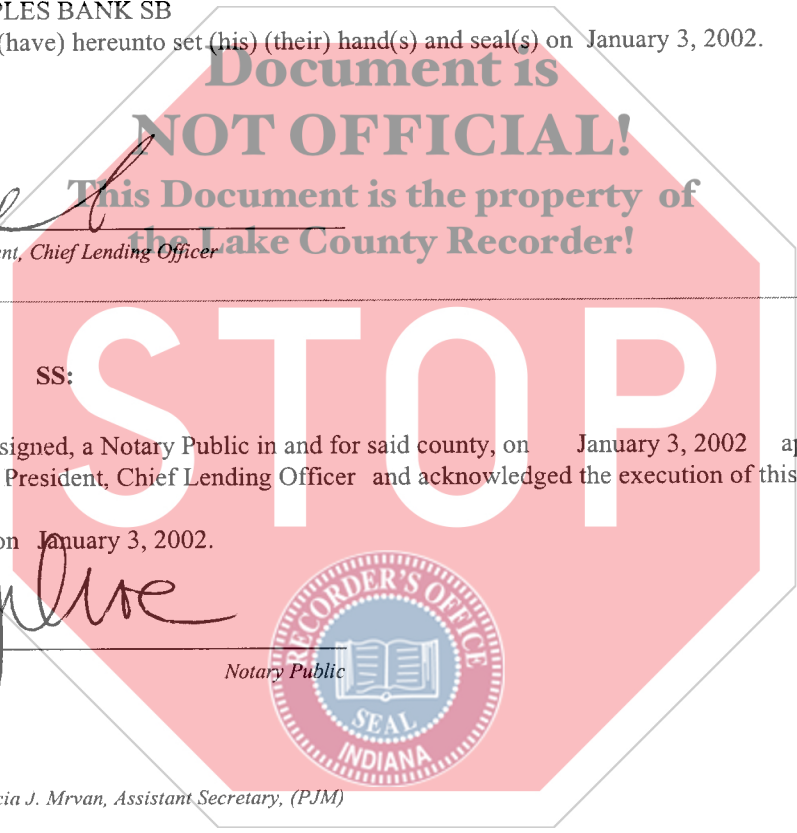 PLES BANK SB
(have) hereunto set (his) (their) hand(s) and seal(s) on January 3, 2002.
Document is
NOT OFFICIAL!
This Document is the property of
the Lake County Recorder!
nt, Chief Lending Officer
STOP
SS:
signed, a Notary Public in and for said county, on January 3, 2002 ap
President, Chief Lending Officer and acknowledged the execution of this
on January 3, 2002.
Notary Public
RECORDER'S OFFICE
SEAL
INDIANA
cia J. Mrvan, Assistant Secretary, (PJM)